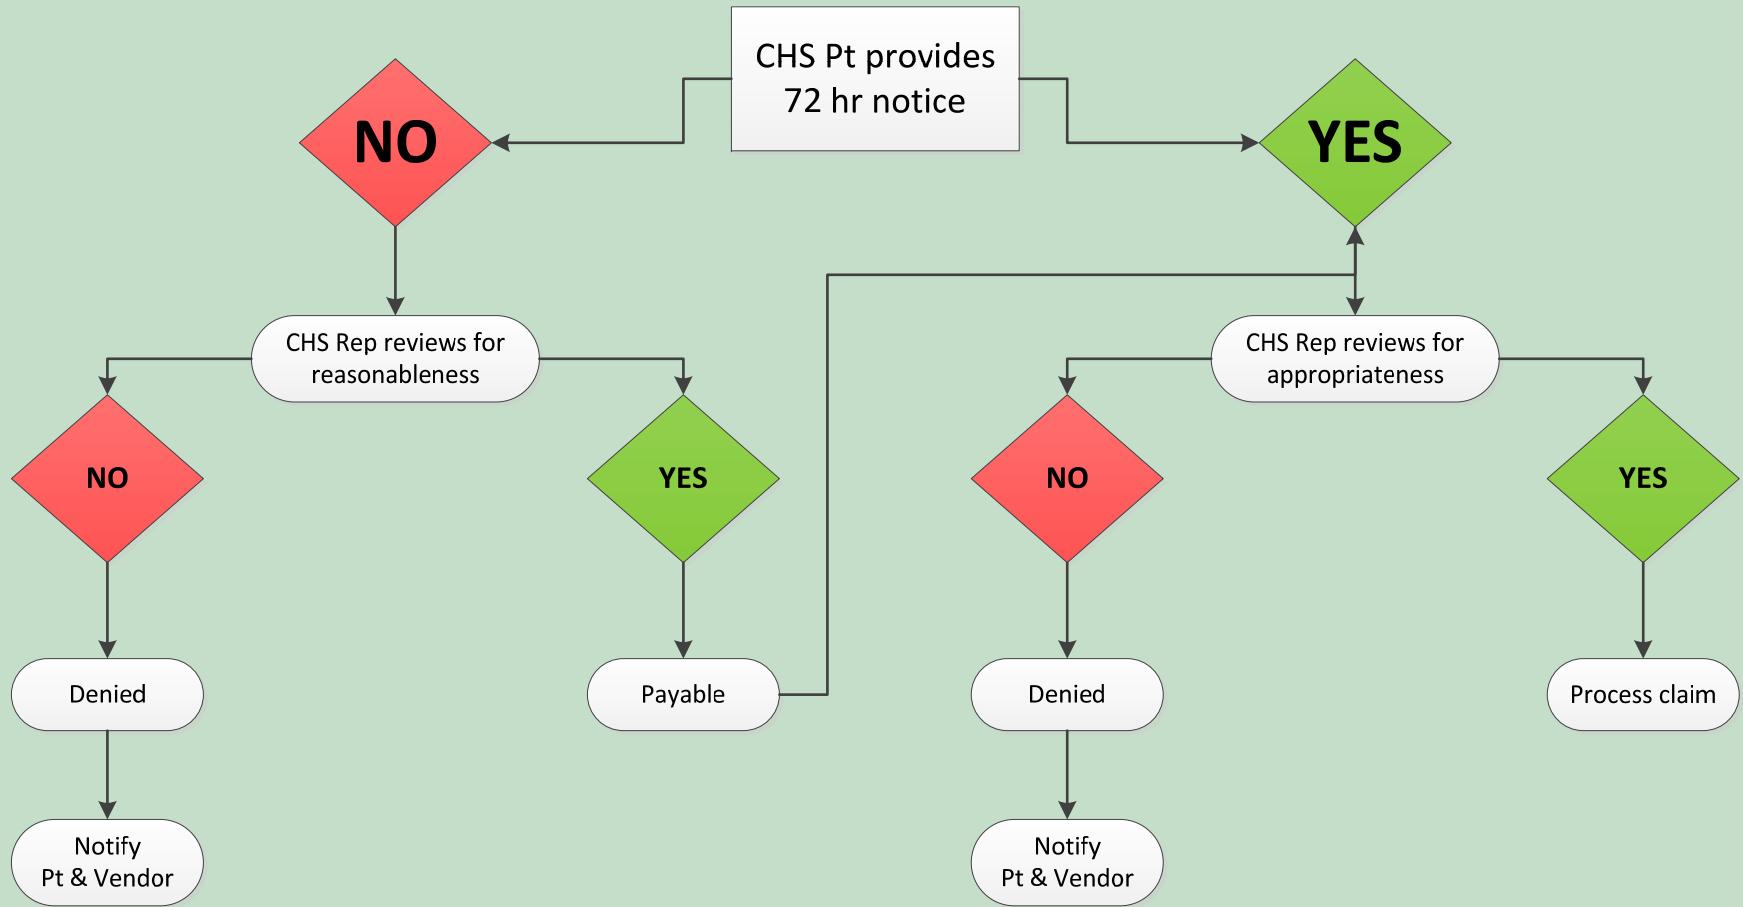 CHS Pt provides
72 hr notice
NO
YES
CHS Rep reviews for
reasonableness
CHS Rep reviews for
appropriateness
NO
YES
NO
YES
Denied
Payable
Denied
Process claim
Notify
Pt & Vendor
Notify
Pt & Vendor